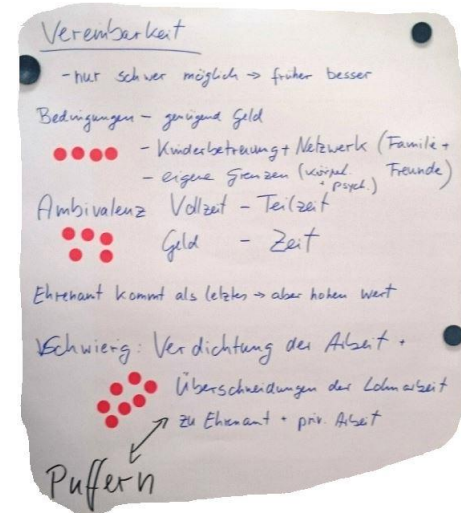 Vereinbarkeit
- nur schwer möglich → früher besser
Bedingungen - genügend Geld
- Kinderbetreuung + Netzwerk (Familie + Freunde)
- eigene Grenzen (körpl. + psych.)
Ambivalenz Vollzeit - Teilzeit
Geld - Zeit
Ehrenamt kommt als letztes → aber hohen Wert
Schwierig: Verdichtung der Arbeit +
Überschneidungen der Lohnarbeit
zu Ehrenamt + priv. Arbeit
Puffern